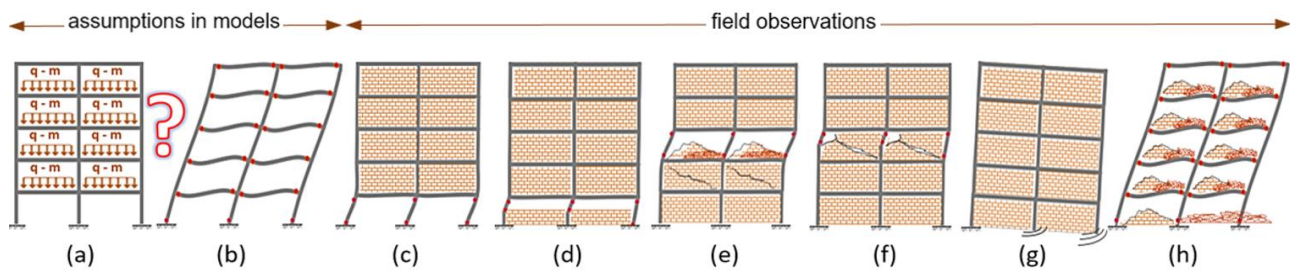 assumptions in models
field observations
q - m q - m
q - m q - m
q - m q - m
q - m q - m
?
(a) (b) (c) (d) (e) (f) (g) (h)